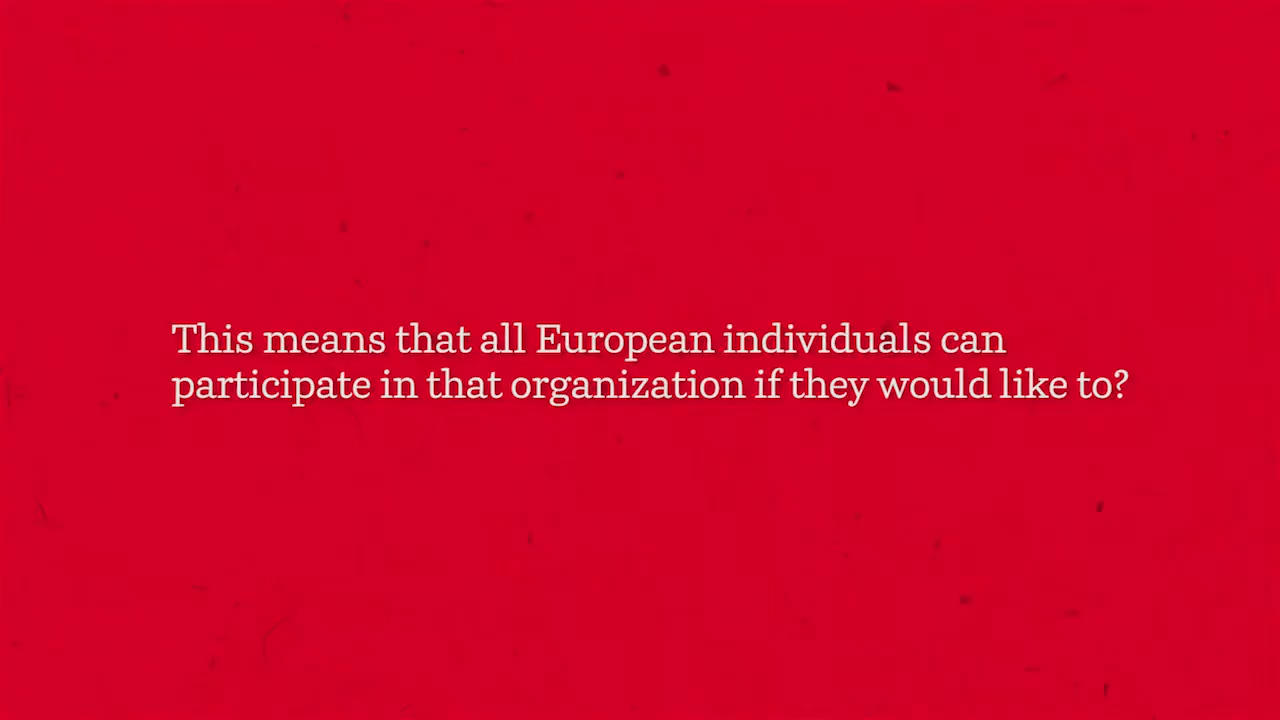 This means that all European individuals can
participate in that organization if they would like to?